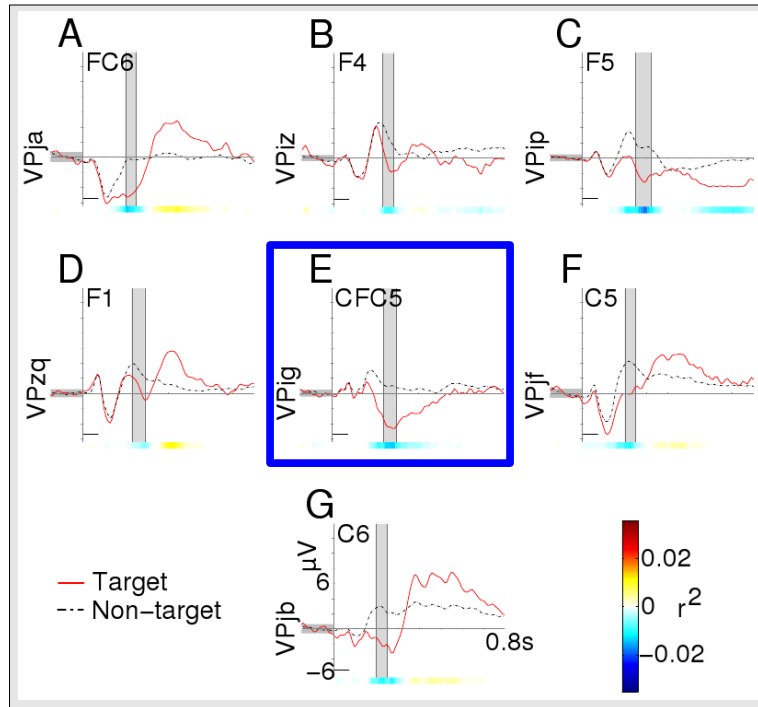 A
B
C
FC6
F4
F5
VPja
VPiz
VPip
D
E
F
F1
CFC5
C5
VPzq
VPig
VPjf
G
C6
μV
6
VPjb
0.8s
-6
Target
Non-target
0.02
0 r²
-0.02